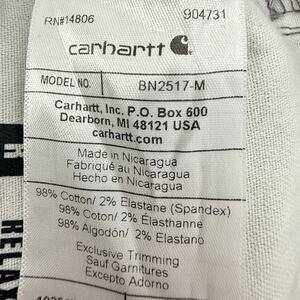 RN#14806 904731
carhartt
MODEL NO. BN2517-M
Carhartt, Inc. P.O. Box 600
Dearborn, MI 48121 USA
carhartt.com
Made in Nicaragua
Fabriqué au Nicaragua
Hecho en Nicaragua
98% Cotton/ 2% Elastane (Spandex)
98% Coton/ 2% Élasthanne
98% Algodón/ 2% Elastano
Exclusive Trimming
Sauf Garnitures
Excepto Adorno
RELAX